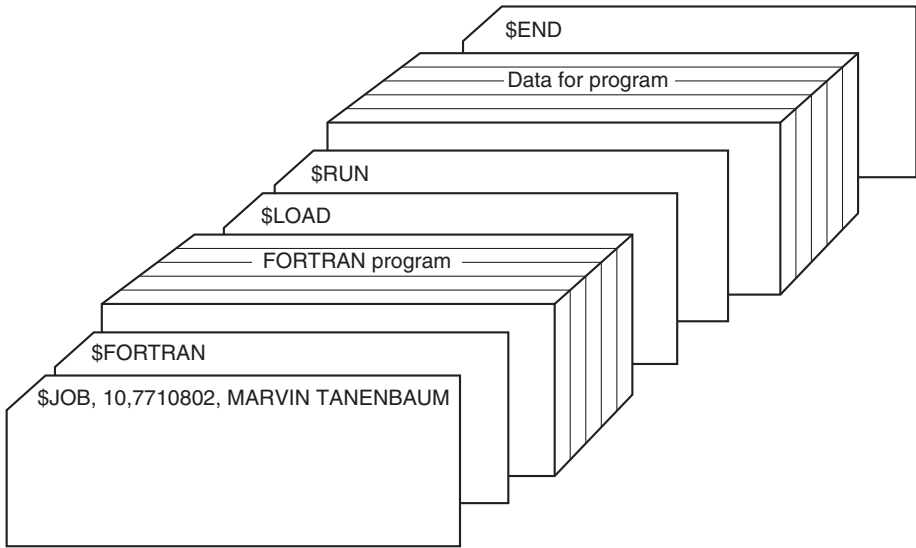 $END
Data for program
$RUN
$LOAD
FORTRAN program
$FORTRAN
$JOB, 10,7710802, MARVIN TANENBAUM